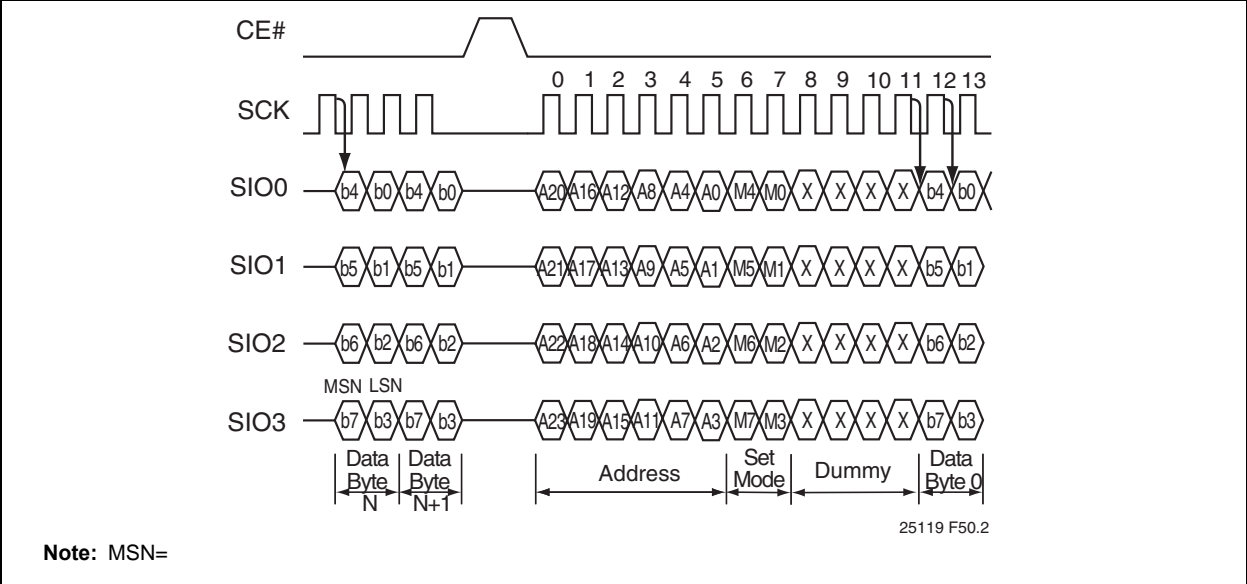 CE#
0 1 2 3 4 5 6 7 8 9 10 11 12 13
SCK
SIO0 b4 b0 b4 b0 A20 A16 A12 A8 A4 A0 M4 M0 X X X X b4 b0
SIO1 b5 b1 b5 b1 A21 A17 A13 A9 A5 A1 M5 M1 X X X X b5 b1
SIO2 b6 b2 b6 b2 A22 A18 A14 A10 A6 A2 M6 M2 X X X X b6 b2
MSN LSN
SIO3 b7 b3 b7 b3 A23 A19 A15 A11 A7 A3 M7 M3 X X X X b7 b3
Data Byte N
Data Byte N+1
Address
Set Mode
Dummy
Data Byte 0
25119 F50.2
Note: MSN=